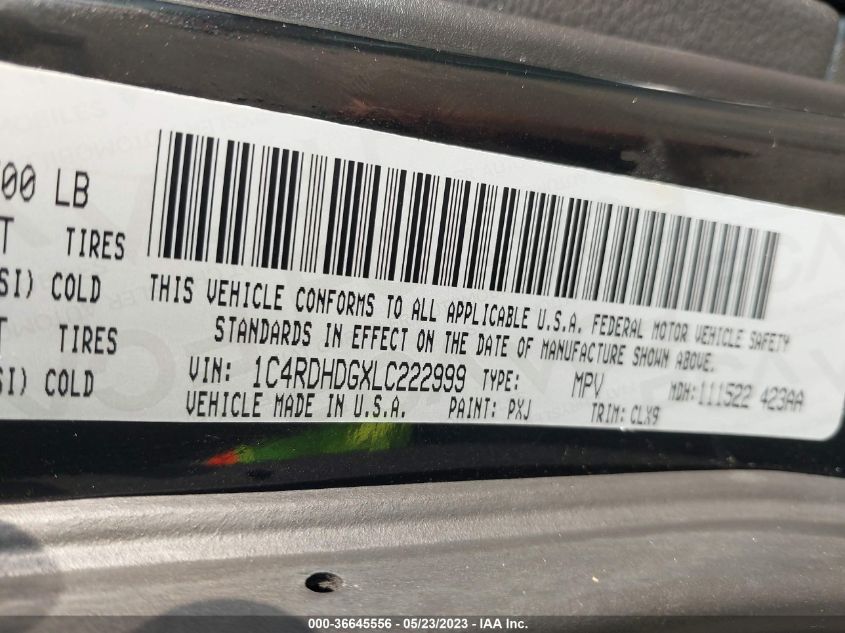 00 LB
TIRES
SI) COLD
TIRES
SI) COLD
THIS VEHICLE CONFORMS TO ALL APPLICABLE U.S.A. FEDERAL MOTOR VEHICLE SAFETY
STANDARDS IN EFFECT ON THE DATE OF MANUFACTURE SHOWN ABOVE.
VIN: 1C4RDHDGXLC222999 TYPE: MPV MDH: 111522 423AA
VEHICLE MADE IN U.S.A. PAINT: PXJ TRIM: CLX9
000-36645556 - 05/23/2023 - IAA Inc.